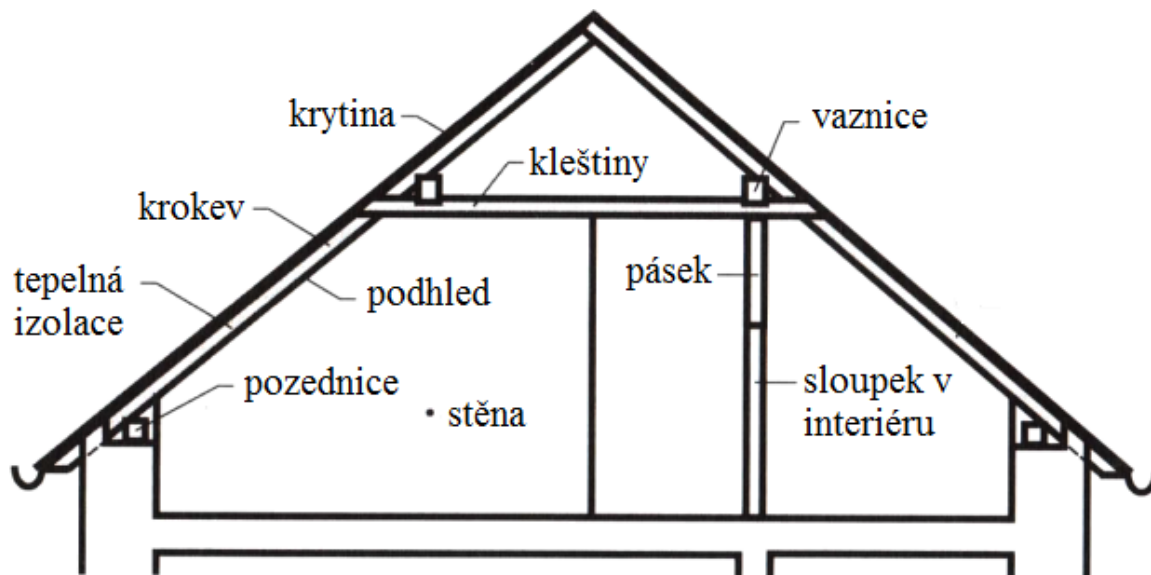 krytina
vaznice
kleštiny
krokev
pásek
tepelná
izolace
podhled
pozednice
sloupek v
interiéru
stěna